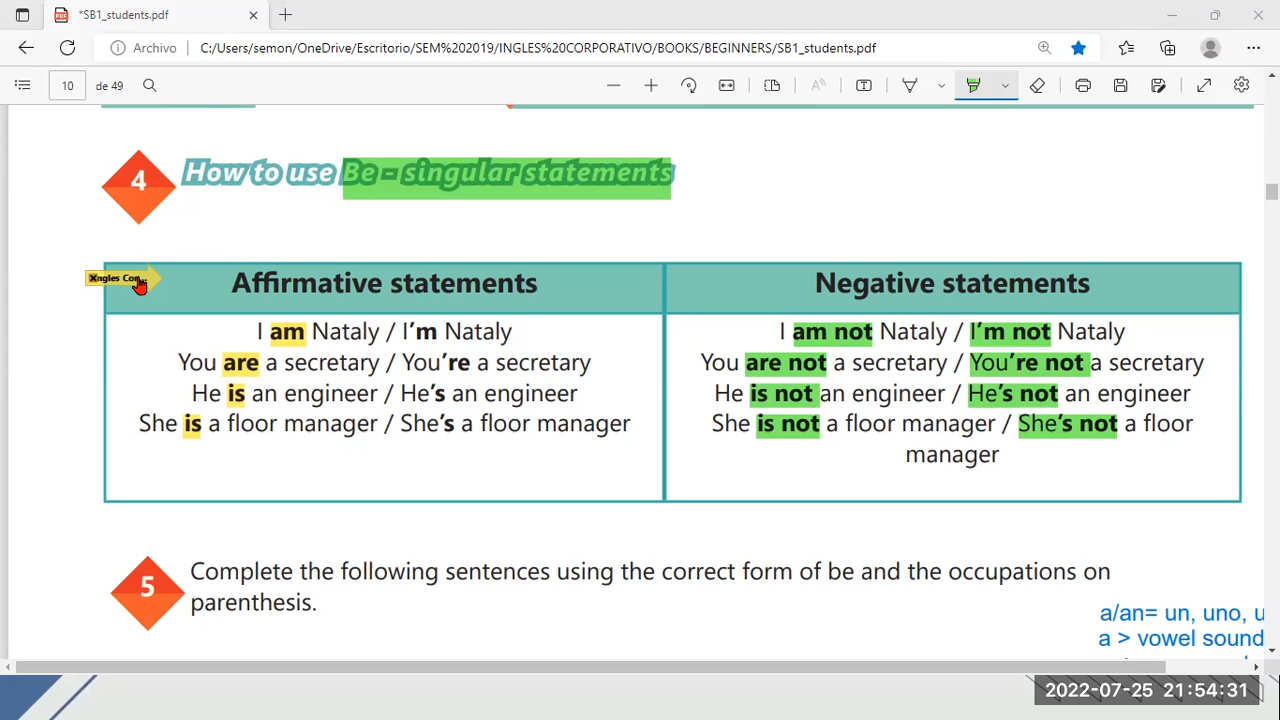 *SB1_students.pdf
Archivo C:/Users/semon/OneDrive/Escritorio/SEM%202019/INGLES%20CORPORATIVO/BOOKS/BEGINNERS/SB1_students.pdf
10 de 49
4 How to use Be - singular statements
Affirmative statements
I am Nataly / I'm Nataly
You are a secretary / You're a secretary
He is an engineer / He's an engineer
She is a floor manager / She's a floor manager
Negative statements
I am not Nataly / I'm not Nataly
You are not a secretary / You're not a secretary
He is not an engineer / He's not an engineer
She is not a floor manager / She's not a floor
manager
5 Complete the following sentences using the correct form of be and the occupations on
parenthesis.
a/an= un, uno, u
a > vowel sound
2022-07-25 21:54:31